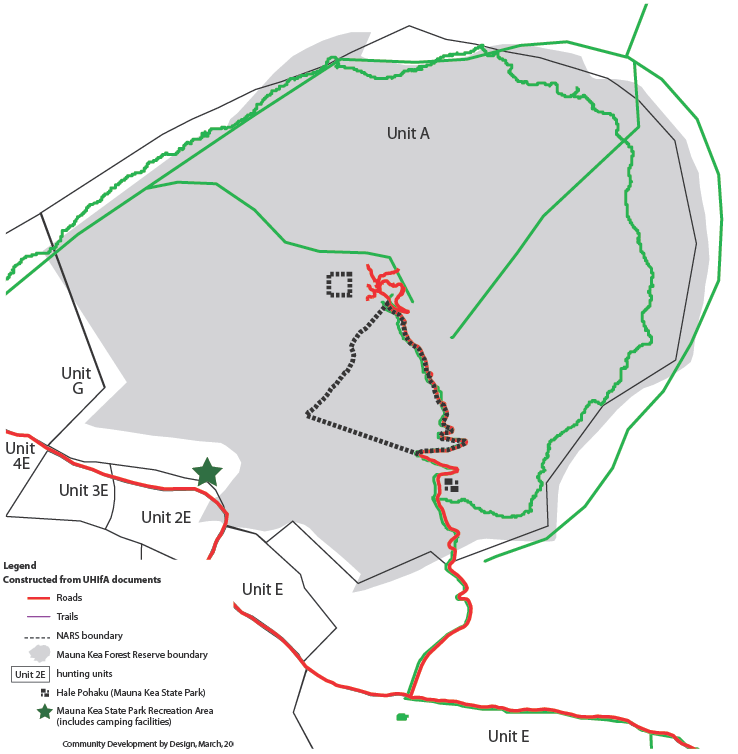 Unit A
Unit
G
Unit
4E
Unit 3E
Unit 2E
Unit E
Unit E
Legend
Constructed from UHIfA documents
Roads
Trails
NARS boundary
Mauna Kea Forest Reserve boundary
Unit 2E hunting units
Hale Pohaku (Mauna Kea State Park)
Mauna Kea State Park Recreation Area
(includes camping facilities)
Community Development by Design, March, 20